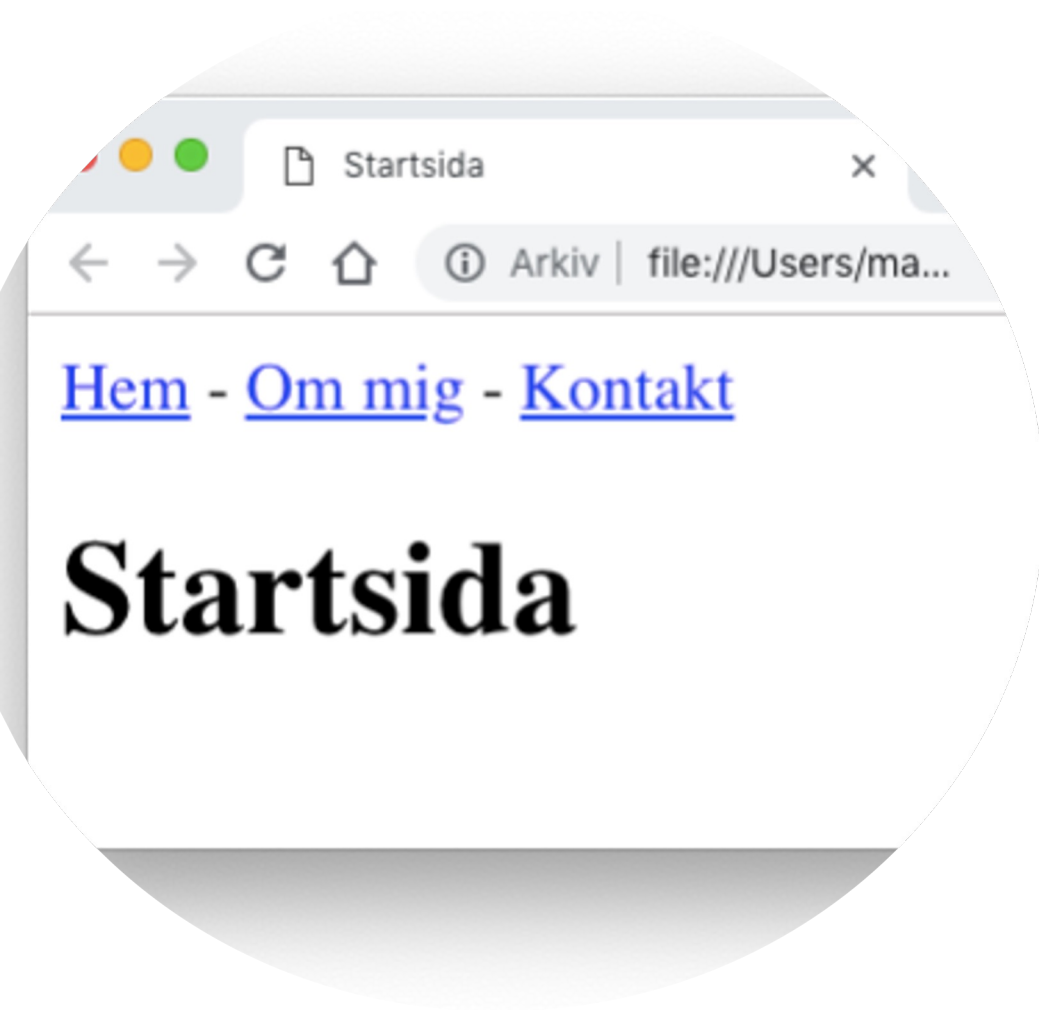 Startsida
Arkiv | file:///Users/ma...
Hem - Om mig - Kontakt
Startsida